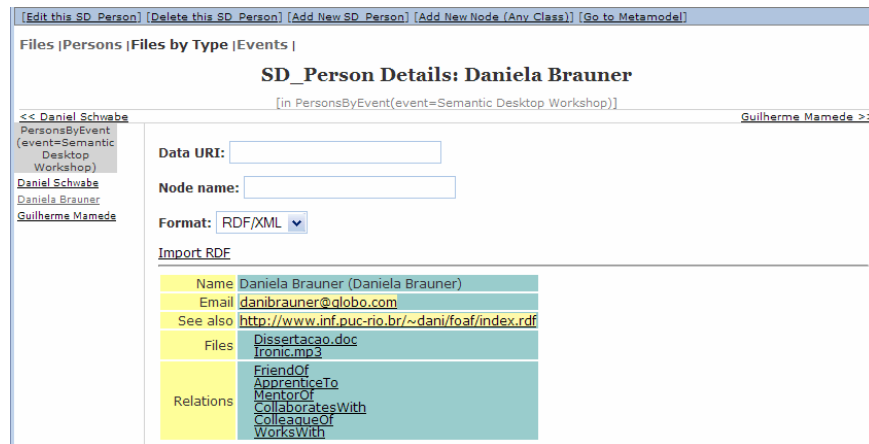 [Edit this SD_Person] [Delete this SD_Person] [Add New SD_Person] [Add New Node (Any Class)] [Go to Metamodel]
Files |Persons |Files by Type |Events |
SD_Person Details: Daniela Brauner
[in PersonsByEvent(event=Semantic Desktop Workshop)]
<< Daniel Schwabe
Guilherme Mamede >>
PersonsByEvent
(event=Semantic
Desktop
Workshop)
Daniel Schwabe
Daniela Brauner
Guilherme Mamede
Data URI:
Node name:
Format: RDF/XML
Import RDF
Name Daniela Brauner (Daniela Brauner)
Email danibrauner@globo.com
See also http://www.inf.puc-rio.br/~dani/foaf/index.rdf
Files
Dissertacao.doc
Ironic.mp3
Relations
FriendOf
ApprenticeTo
MentorOf
CollaboratesWith
ColleagueOf
WorksWith